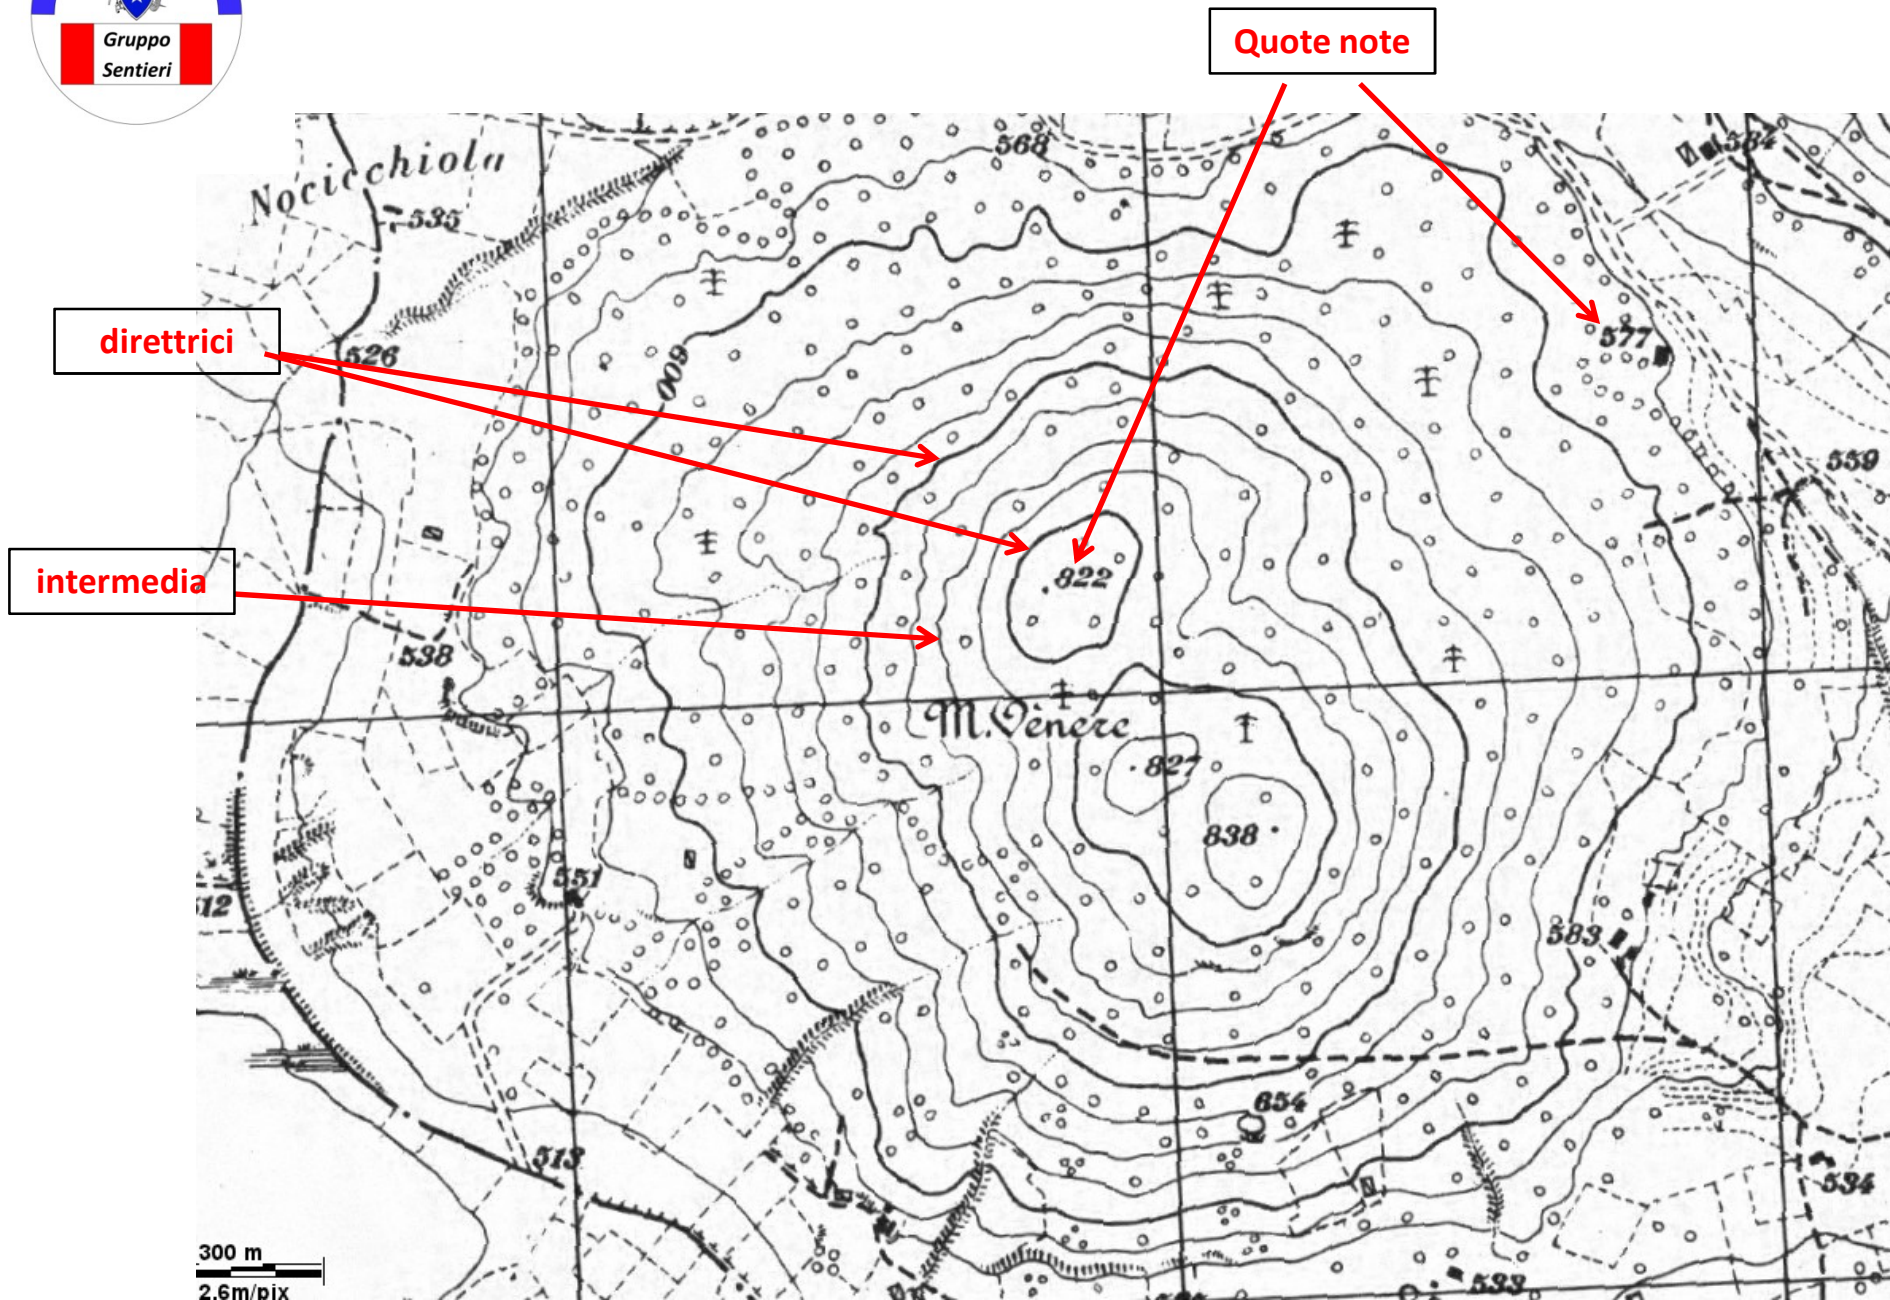 Gruppo
Sentieri
Quote note
Nocicchiola
568
584
535
direttrici
526
600
577
559
822
intermedia
538
M. Vènere
827
838
551
512
583
654
513
534
300 m
2.6m/pix
533